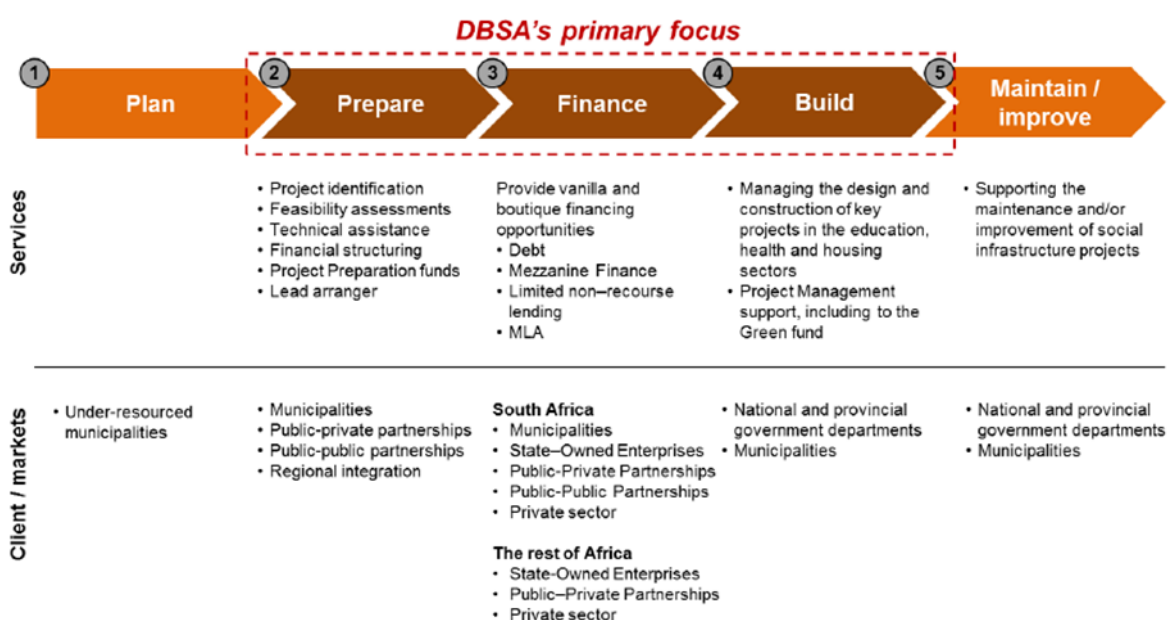 DBSA's primary focus
1
Plan
2
Prepare
3
Finance
4
Build
5
Maintain /
improve
Services
• Project identification
• Feasibility assessments
• Technical assistance
• Financial structuring
• Project Preparation funds
• Lead arranger
Provide vanilla and
boutique financing
opportunities
• Debt
• Mezzanine Finance
• Limited non–recourse
lending
• MLA
• Managing the design and
construction of key
projects in the education,
health and housing
sectors
• Project Management
support, including to the
Green fund
• Supporting the
maintenance and/or
improvement of social
infrastructure projects
Client / markets
• Under-resourced
municipalities
• Municipalities
• Public-private partnerships
• Public-public partnerships
• Regional integration
South Africa
• Municipalities
• State–Owned Enterprises
• Public-Private Partnerships
• Public-Public Partnerships
• Private sector
The rest of Africa
• State-Owned Enterprises
• Public–Private Partnerships
• Private sector
• National and provincial
government departments
• Municipalities
• National and provincial
government departments
• Municipalities